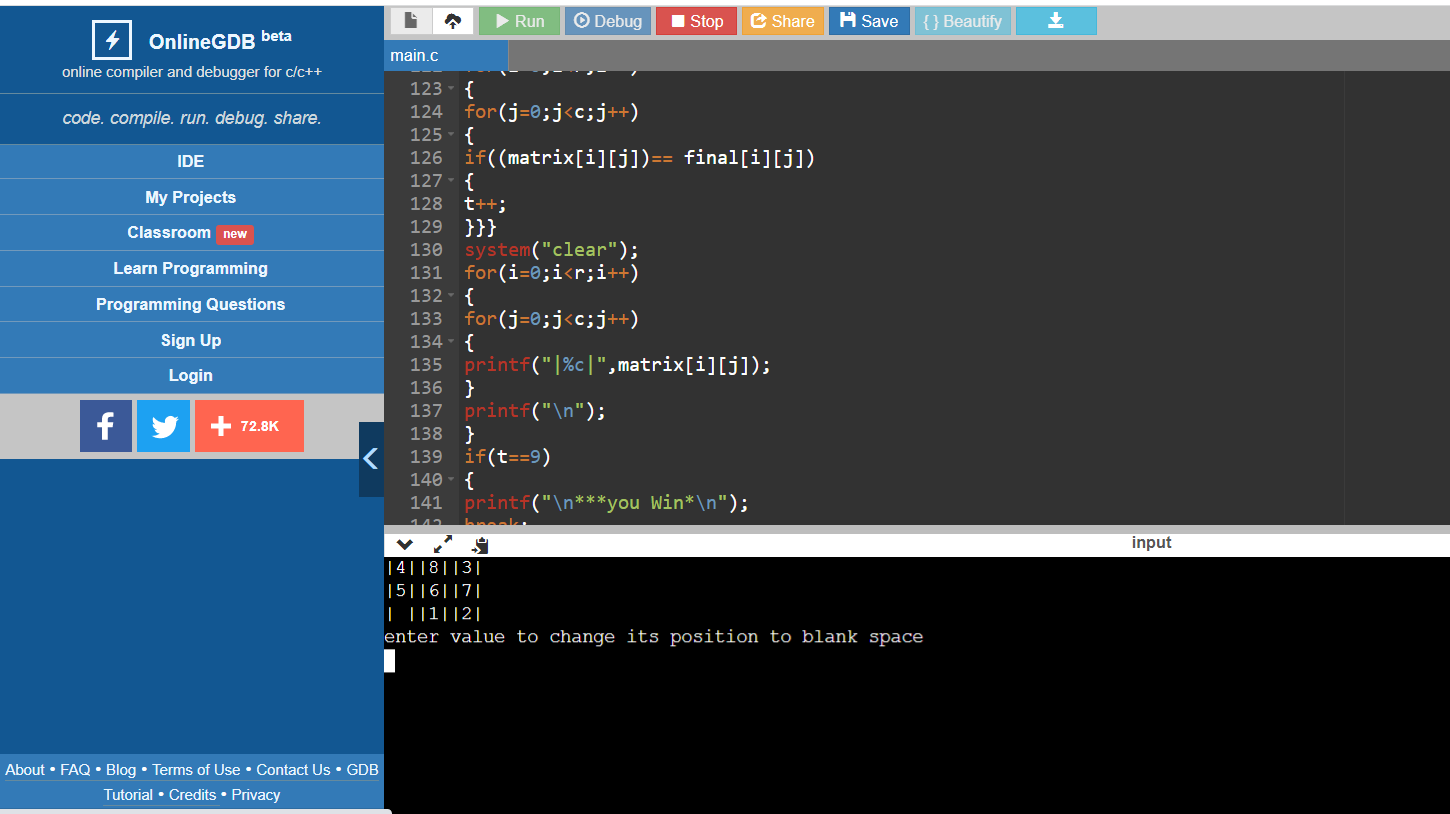 OnlineGDB beta
online compiler and debugger for c/c++
code. compile. run. debug. share.
IDE
My Projects
Classroom new
Learn Programming
Programming Questions
Sign Up
Login
72.8K
About • FAQ • Blog • Terms of Use • Contact Us • GDB
Tutorial • Credits • Privacy
Run Debug Stop Share Save { } Beautify
main.c
123 {
124 for(j=0;j<c;j++)
125 {
126 if((matrix[i][j])== final[i][j])
127 {
128 t++;
129 }}}
130 system("clear");
131 for(i=0;i<r;i++)
132 {
133 for(j=0;j<c;j++)
134 {
135 printf("|%c|",matrix[i][j]);
136 }
137 printf("\n");
138 }
139 if(t==9)
140 {
141 printf("\n***you Win*\n");
input
|4||8||3|
|5||6||7|
| ||1||2|
enter value to change its position to blank space